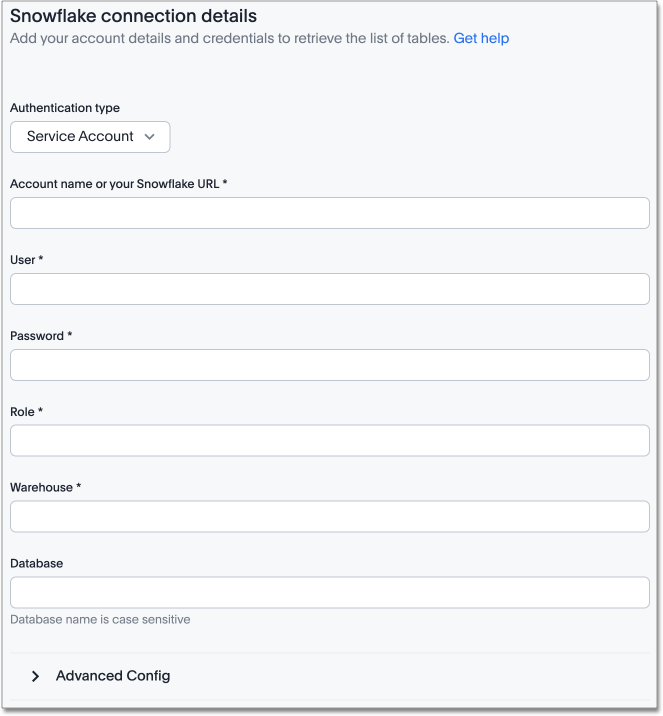 Snowflake connection details
Add your account details and credentials to retrieve the list of tables. Get help
Authentication type
Service Account
Account name or your Snowflake URL *
User *
Password *
Role *
Warehouse *
Database
Database name is case sensitive
Advanced Config